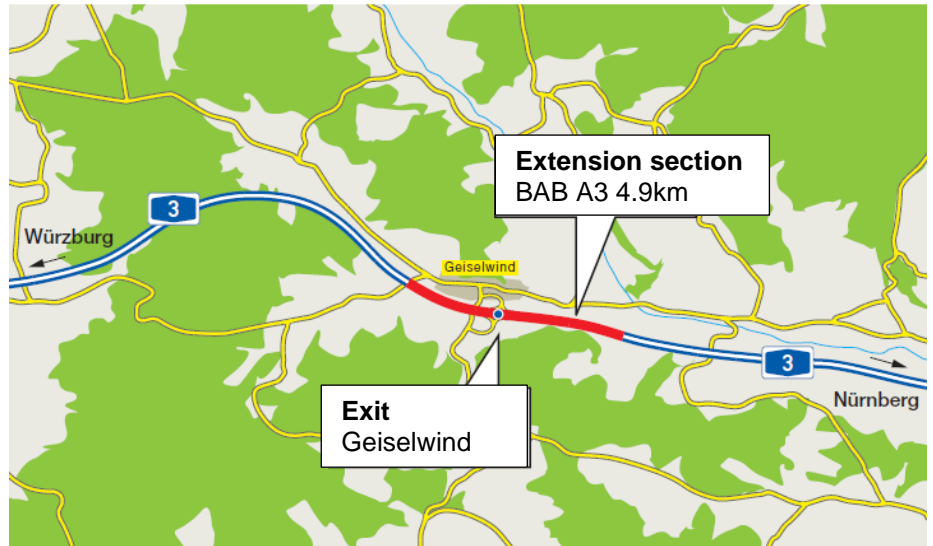 Extension section
BAB A3 4.9km
3
Würzburg
Geiselwind
3
Nürnberg
Exit
Geiselwind